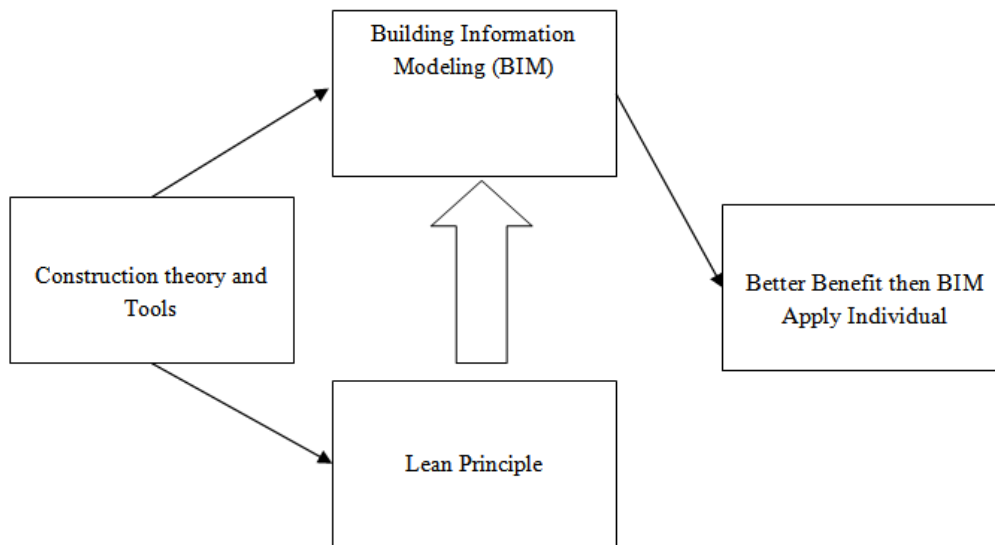 Building Information
Modeling (BIM)
Construction theory and
Tools
Better Benefit then BIM
Apply Individual
Lean Principle